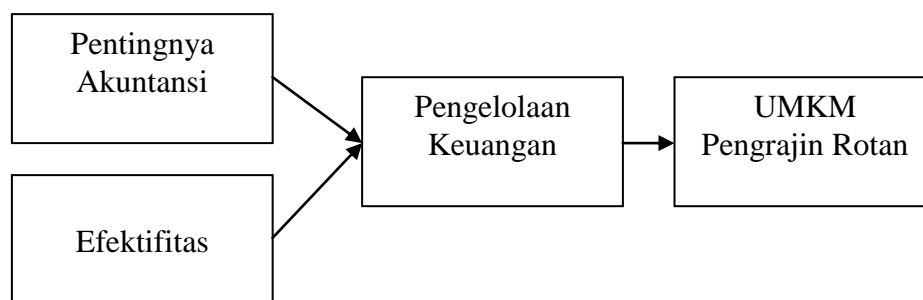 Pentingnya
Akuntansi
Pengelolaan
Keuangan
UMKM
Pengrajin Rotan
Efektifitas